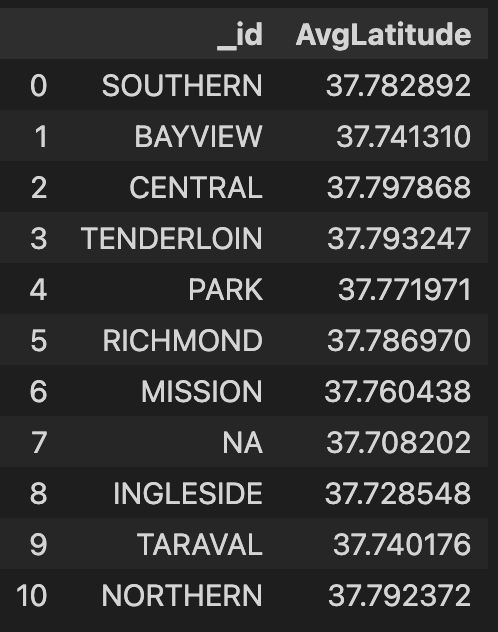 _id AvgLatitude
0 SOUTHERN 37.782892
1 BAYVIEW 37.741310
2 CENTRAL 37.797868
3 TENDERLOIN 37.793247
4 PARK 37.771971
5 RICHMOND 37.786970
6 MISSION 37.760438
7 NA 37.708202
8 INGLESIDE 37.728548
9 TARAVAL 37.740176
10 NORTHERN 37.792372